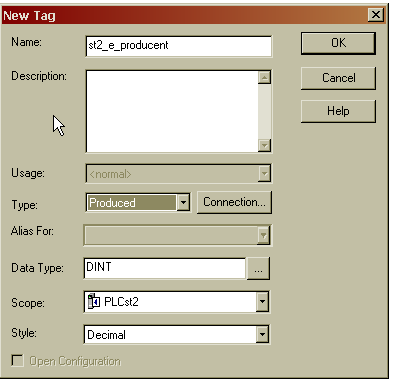 New Tag
Name: st2_e_producent OK
Description: Cancel
Help
Usage: <normal>
Type: Produced Connection...
Alias For:
Data Type: DINT ...
Scope: PLCst2
Style: Decimal
Open Configuration